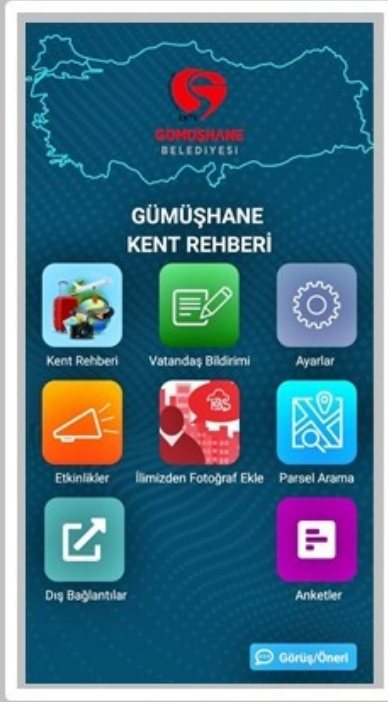 GÜMÜŞHANE
BELEDİYESİ
GÜMÜŞHANE
KENT REHBERİ
Kent Rehberi
Vatandaş Bildirimi
Ayarlar
Etkinlikler
İlimizden Fotoğraf Ekle
Parsel Arama
Dış Bağlantılar
Anketler
Görüş/Öneri